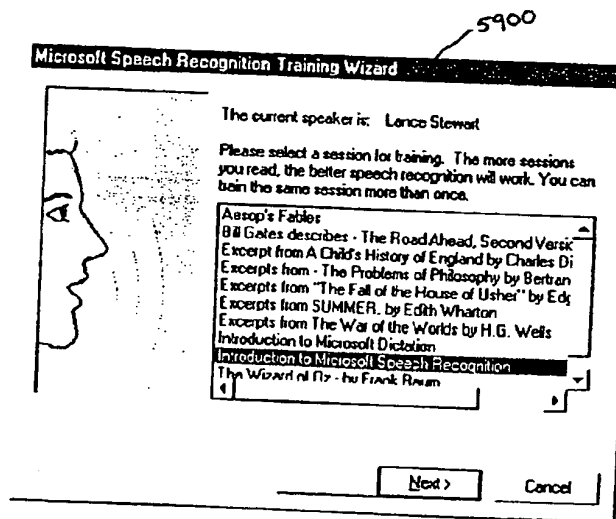 5900
Microsoft Speech Recognition Training Wizard
The current speaker is: Lance Stewart
Please select a session for training. The more sessions
you read, the better speech recognition will work. You can
train the same session more than once.
Aesop's Fables
Bill Gates describes - The Road Ahead, Second Versic
Excerpt from A Child's History of England by Charles Di
Excerpts from - The Problems of Philosophy by Bertran
Excerpts from "The Fall of the House of Usher" by Edg
Excerpts from SUMMER, by Edith Wharton
Excerpts from The War of the Worlds by H.G. Wells
Introduction to Microsoft Dictation
Introduction to Microsoft Speech Recognition
The Wizard of Oz - by Frank Baum
Next >
Cancel